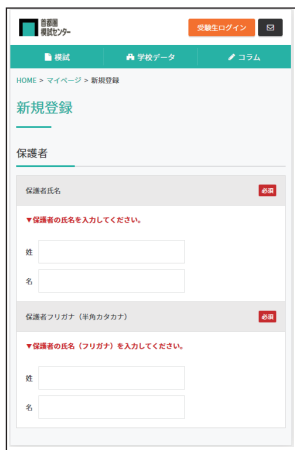 首都圏
模試センター
受験生ログイン
模試
学校データ
コラム
HOME > マイページ > 新規登録
新規登録
保護者
保護者氏名
必須
▼保護者の氏名を入力してください。
姓
名
保護者フリガナ（半角カタカナ）
必須
▼保護者の氏名（フリガナ）を入力してください。
姓
名